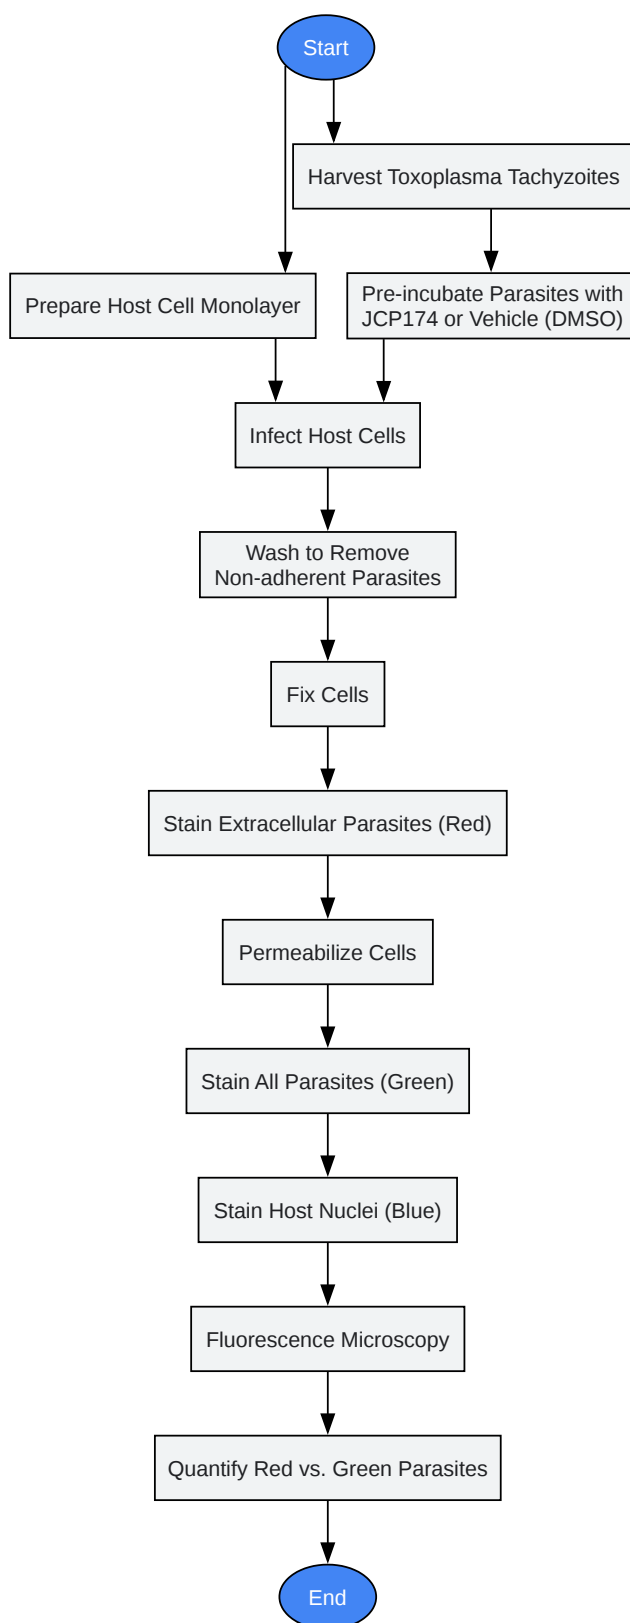 Start
Harvest Toxoplasma Tachyzoites
Prepare Host Cell Monolayer
Pre-incubate Parasites with
JCP174 or Vehicle (DMSO)
Infect Host Cells
Wash to Remove
Non-adherent Parasites
Fix Cells
Stain Extracellular Parasites (Red)
Permeabilize Cells
Stain All Parasites (Green)
Stain Host Nuclei (Blue)
Fluorescence Microscopy
Quantify Red vs. Green Parasites
End